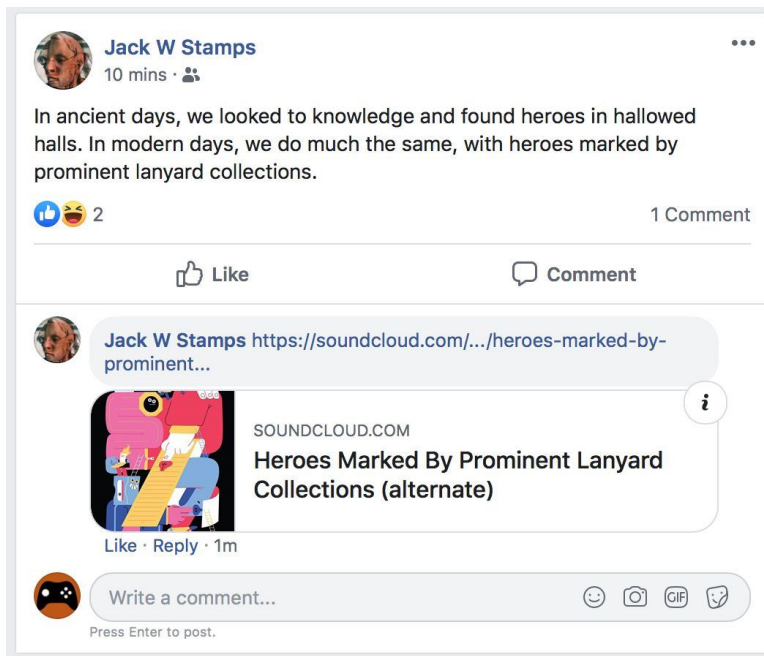 Jack W Stamps
10 mins ·
In ancient days, we looked to knowledge and found heroes in hallowed
halls. In modern days, we do much the same, with heroes marked by
prominent lanyard collections.
2
1 Comment
Like
Comment
Jack W Stamps https://soundcloud.com/.../heroes-marked-by-
prominent...
i
SOUNDCLOUD.COM
Heroes Marked By Prominent Lanyard
Collections (alternate)
Like · Reply · 1m
Write a comment...
GIF
Press Enter to post.